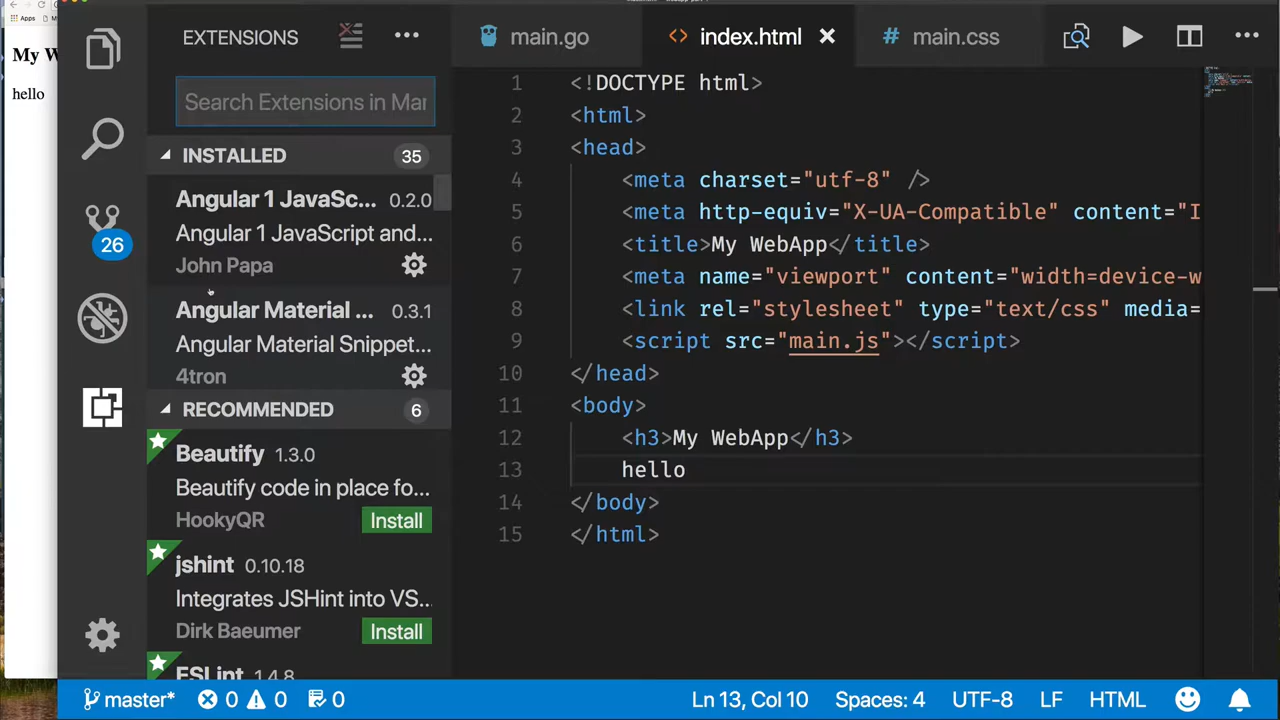 Apps
My W
hello
EXTENSIONS
Search Extensions in Mar
INSTALLED 35
Angular 1 JavaSc... 0.2.0
Angular 1 JavaScript and...
John Papa
Angular Material ... 0.3.1
Angular Material Snippet...
4tron
RECOMMENDED 6
Beautify 1.3.0
Beautify code in place fo...
HookyQR Install
jshint 0.10.18
Integrates JSHint into VS...
Dirk Baeumer Install
ESLint 1.4.8
26
main.go index.html main.css
1 <!DOCTYPE html>
2 <html>
3 <head>
4 <meta charset="utf-8" />
5 <meta http-equiv="X-UA-Compatible" content="I
6 <title>My WebApp</title>
7 <meta name="viewport" content="width=device-w
8 <link rel="stylesheet" type="text/css" media=
9 <script src="main.js"></script>
10 </head>
11 <body>
12 <h3>My WebApp</h3>
13 hello
14 </body>
15 </html>
master* 0 0 0 Ln 13, Col 10 Spaces: 4 UTF-8 LF HTML